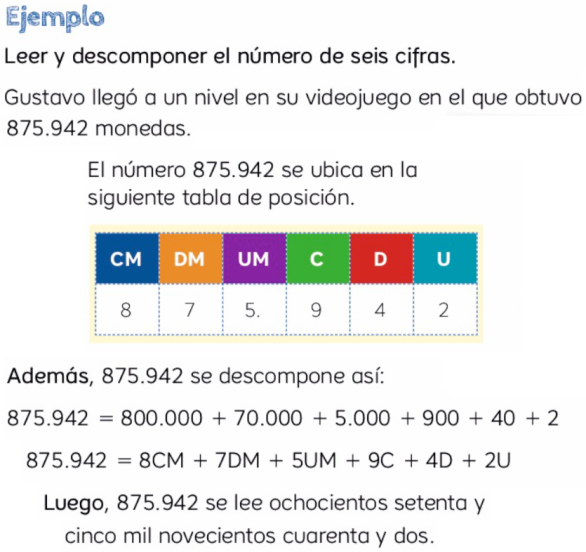 Ejemplo
Leer y descomponer el número de seis cifras.
Gustavo llegó a un nivel en su videojuego en el que obtuvo
875.942 monedas.
El número 875.942 se ubica en la
siguiente tabla de posición.
CM DM UM C D U
8 7 5. 9 4 2
Además, 875.942 se descompone así:
875.942 = 800.000 + 70.000 + 5.000 + 900 + 40 + 2
875.942 = 8CM + 7DM + 5UM + 9C + 4D + 2U
Luego, 875.942 se lee ochocientos setenta y
cinco mil novecientos cuarenta y dos.